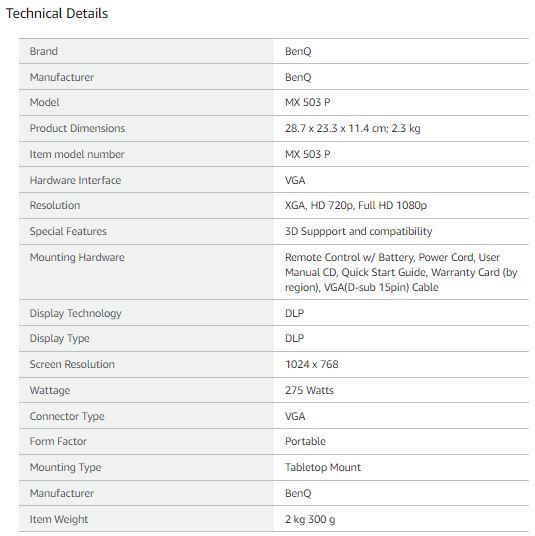 Technical Details
Brand BenQ
Manufacturer BenQ
Model MX 503 P
Product Dimensions 28.7 x 23.3 x 11.4 cm; 2.3 kg
Item model number MX 503 P
Hardware Interface VGA
Resolution XGA, HD 720p, Full HD 1080p
Special Features 3D Suppport and compatibility
Mounting Hardware Remote Control w/ Battery, Power Cord, User
Manual CD, Quick Start Guide, Warranty Card (by
region), VGA(D-sub 15pin) Cable
Display Technology DLP
Display Type DLP
Screen Resolution 1024 x 768
Wattage 275 Watts
Connector Type VGA
Form Factor Portable
Mounting Type Tabletop Mount
Manufacturer BenQ
Item Weight 2 kg 300 g